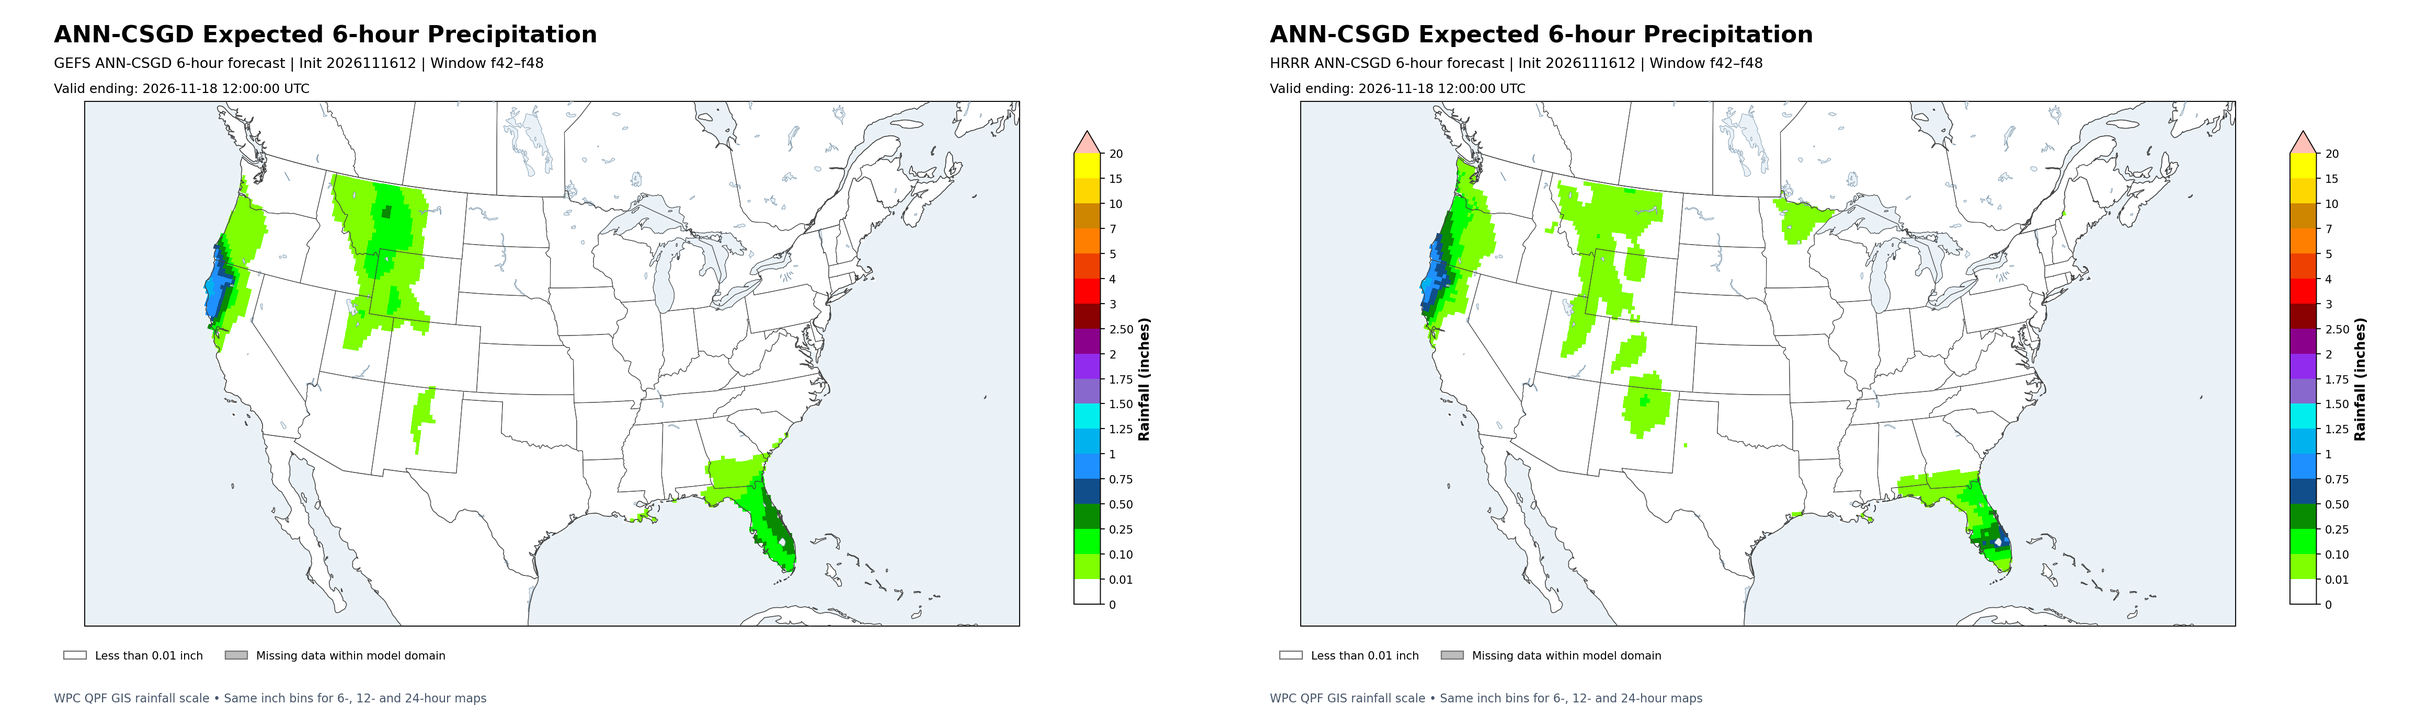 ANN-CSGD Expected 6-hour Precipitation
GEFS ANN-CSGD 6-hour forecast | Init 2026111612 | Window f42–f48
Valid ending: 2026-11-18 12:00:00 UTC
20
15
10
7
5
4
3
2.50
2
1.75
1.50
1.25
1
0.75
0.50
0.25
0.10
0.01
0
Rainfall (inches)
Less than 0.01 inch
Missing data within model domain
WPC QPF GIS rainfall scale • Same inch bins for 6-, 12- and 24-hour maps
ANN-CSGD Expected 6-hour Precipitation
HRRR ANN-CSGD 6-hour forecast | Init 2026111612 | Window f42–f48
Valid ending: 2026-11-18 12:00:00 UTC
20
15
10
7
5
4
3
2.50
2
1.75
1.50
1.25
1
0.75
0.50
0.25
0.10
0.01
0
Rainfall (inches)
Less than 0.01 inch
Missing data within model domain
WPC QPF GIS rainfall scale • Same inch bins for 6-, 12- and 24-hour maps